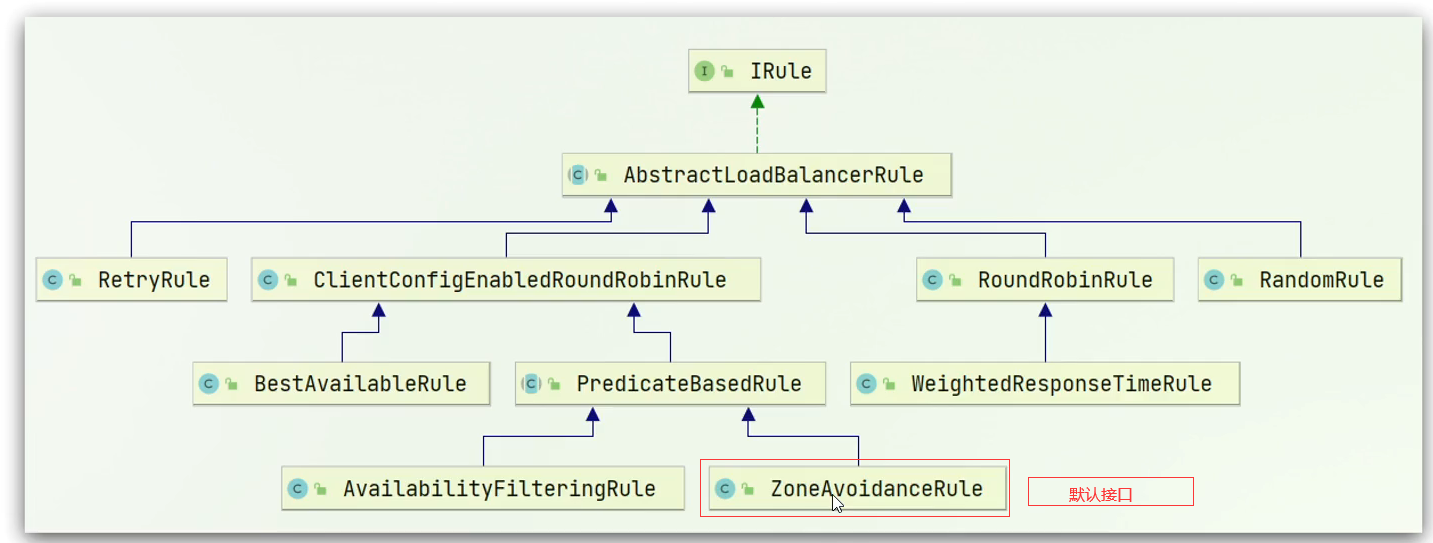 IRule
AbstractLoadBalancerRule
RetryRule
ClientConfigEnabledRoundRobinRule
RoundRobinRule
RandomRule
BestAvailableRule
PredicateBasedRule
WeightedResponseTimeRule
AvailabilityFilteringRule
ZoneAvoidanceRule
默认接口